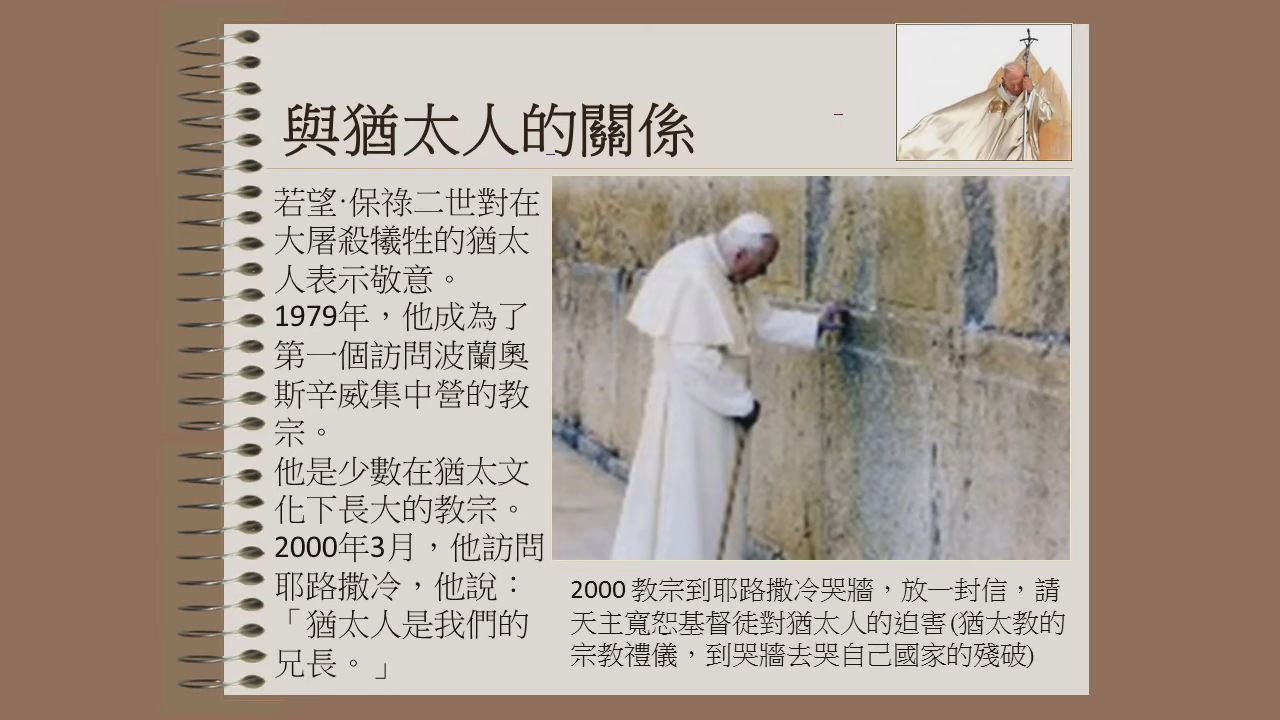 與猶太人的關係
若望·保祿二世對在
大屠殺犧牲的猶太
人表示敬意。
1979年，他成為了
第一個訪問波蘭奧
斯辛威集中營的教
宗。
他是少數在猶太文
化下長大的教宗。
2000年3月，他訪問
耶路撒冷，他說：
「猶太人是我們的
兄長。」
2000 教宗到耶路撒冷哭牆，放一封信，請
天主寬恕基督徒對猶太人的迫害(猶太教的
宗教禮儀，到哭牆去哭自己國家的殘破)